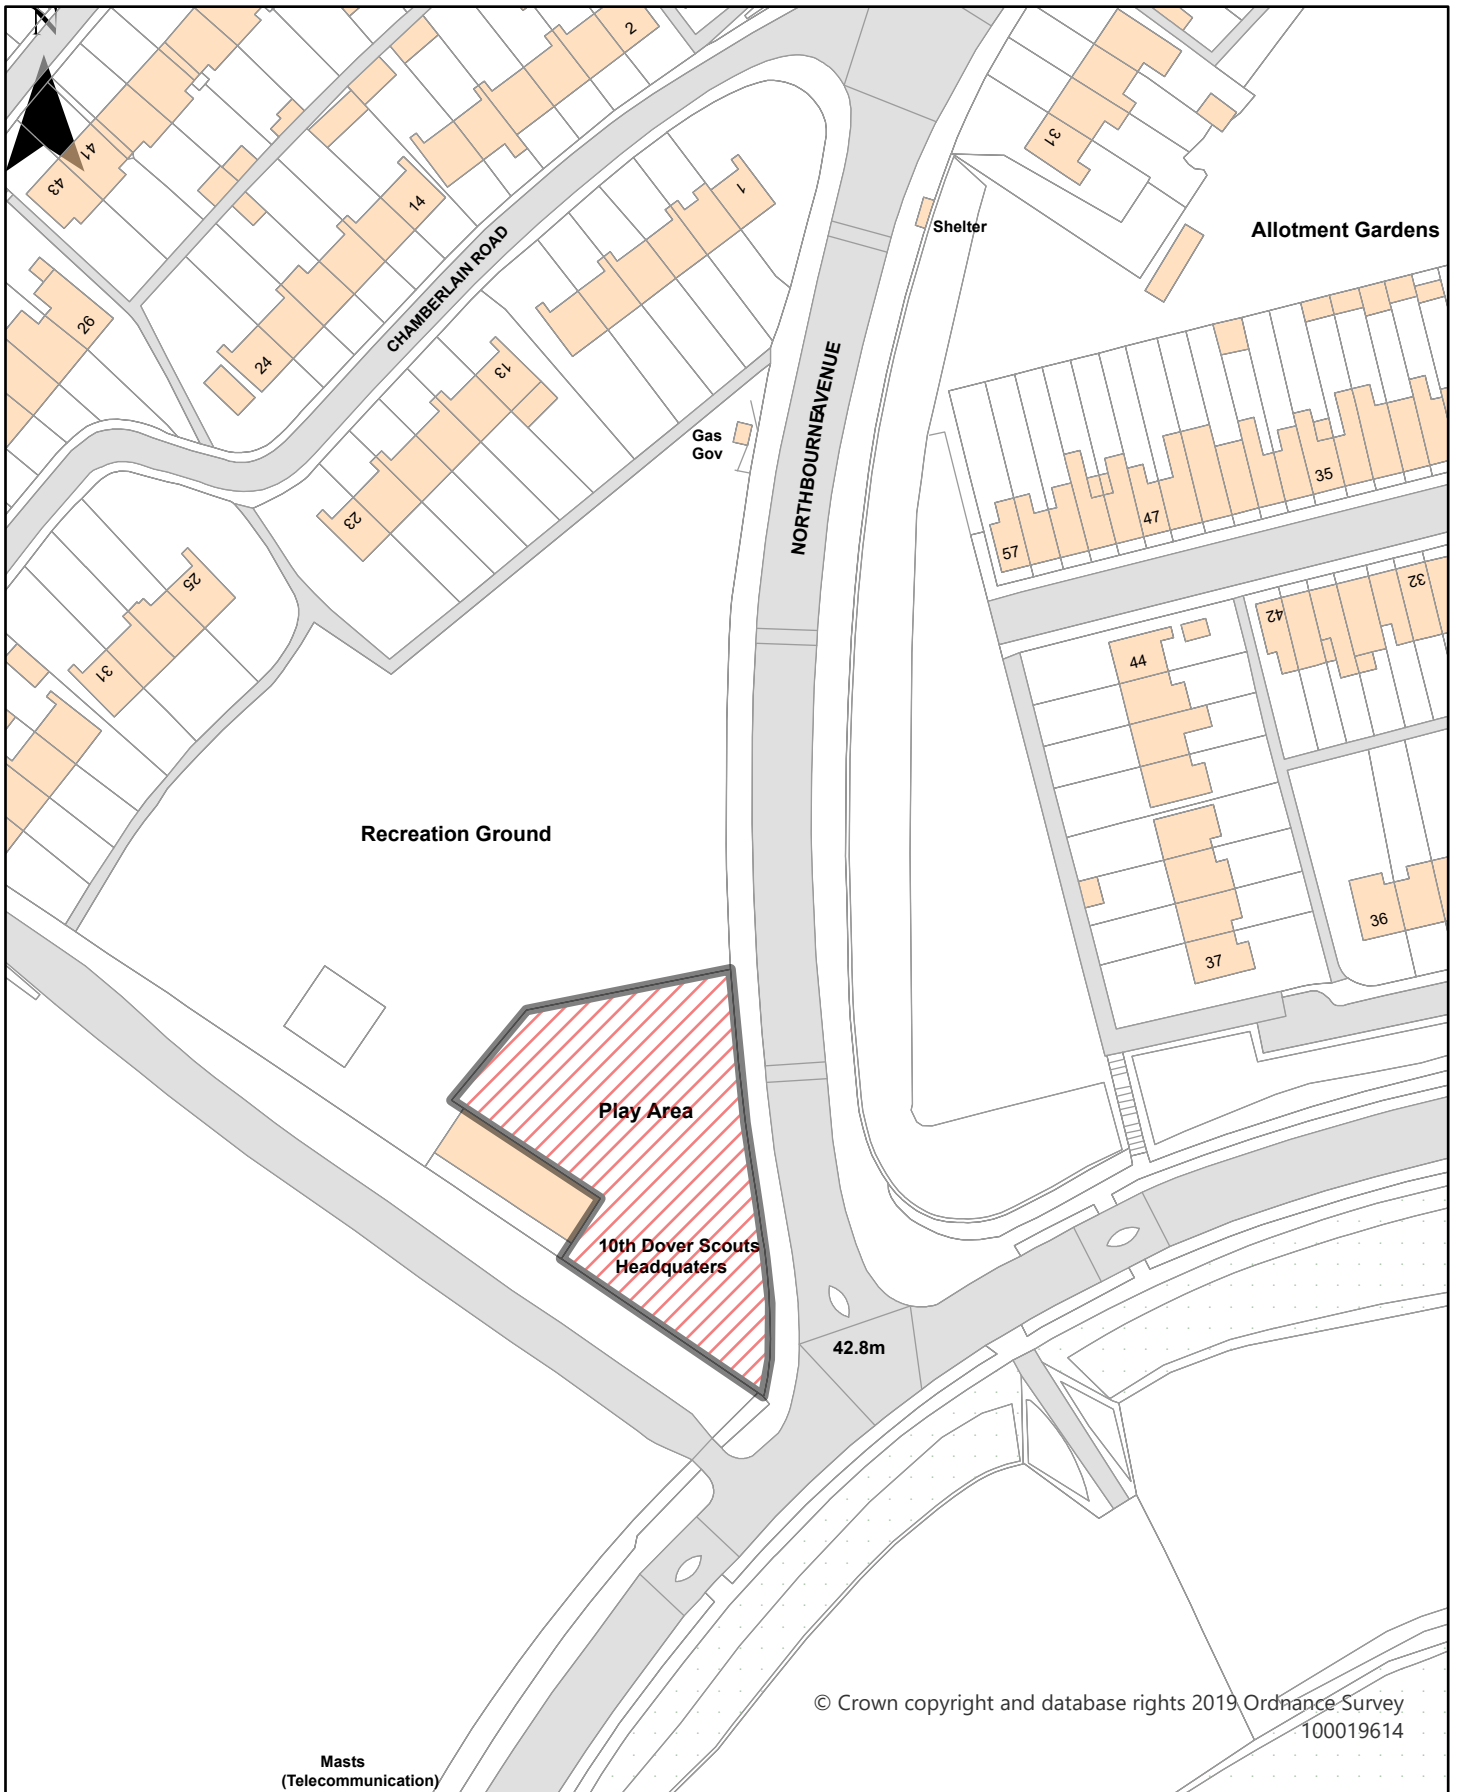 N
2
41
43
14
1
31
Shelter
Allotment Gardens
26
24
CHAMBERLAIN ROAD
13
NORTHBOURNE AVENUE
Gas
Gov
35
47
57
23
25
31
32
42
44
Recreation Ground
36
37
Play Area
10th Dover Scouts
Headquaters
42.8m
© Crown copyright and database rights 2019 Ordnance Survey
100019614
Masts
(Telecommunication)